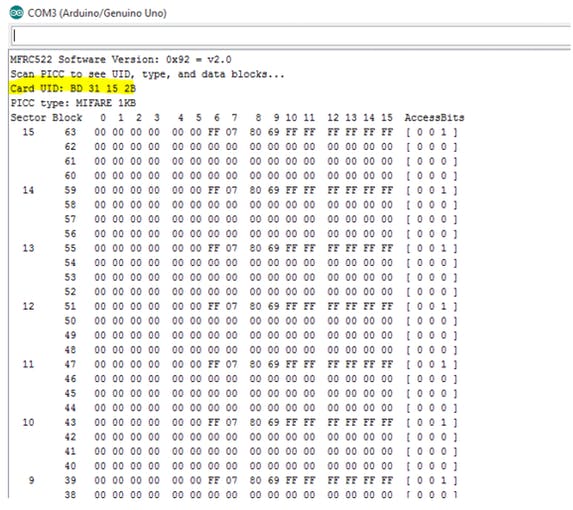 COM3 (Arduino/Genuino Uno)
MFRC522 Software Version: 0x92 = v2.0
Scan PICC to see UID, type, and data blocks...
Card UID: BD 31 15 2B
PICC type: MIFARE 1KB
Sector Block 0 1 2 3 4 5 6 7 8 9 10 11 12 13 14 15 AccessBits
15 63 00 00 00 00 00 00 FF 07 80 69 FF FF FF FF FF FF [ 0 0 1 ]
62 00 00 00 00 00 00 00 00 00 00 00 00 00 00 00 00 [ 0 0 0 ]
61 00 00 00 00 00 00 00 00 00 00 00 00 00 00 00 00 [ 0 0 0 ]
60 00 00 00 00 00 00 00 00 00 00 00 00 00 00 00 00 [ 0 0 0 ]
14 59 00 00 00 00 00 00 FF 07 80 69 FF FF FF FF FF FF [ 0 0 1 ]
58 00 00 00 00 00 00 00 00 00 00 00 00 00 00 00 00 [ 0 0 0 ]
57 00 00 00 00 00 00 00 00 00 00 00 00 00 00 00 00 [ 0 0 0 ]
56 00 00 00 00 00 00 00 00 00 00 00 00 00 00 00 00 [ 0 0 0 ]
13 55 00 00 00 00 00 00 FF 07 80 69 FF FF FF FF FF FF [ 0 0 1 ]
54 00 00 00 00 00 00 00 00 00 00 00 00 00 00 00 00 [ 0 0 0 ]
53 00 00 00 00 00 00 00 00 00 00 00 00 00 00 00 00 [ 0 0 0 ]
52 00 00 00 00 00 00 00 00 00 00 00 00 00 00 00 00 [ 0 0 0 ]
12 51 00 00 00 00 00 00 FF 07 80 69 FF FF FF FF FF FF [ 0 0 1 ]
50 00 00 00 00 00 00 00 00 00 00 00 00 00 00 00 00 [ 0 0 0 ]
49 00 00 00 00 00 00 00 00 00 00 00 00 00 00 00 00 [ 0 0 0 ]
48 00 00 00 00 00 00 00 00 00 00 00 00 00 00 00 00 [ 0 0 0 ]
11 47 00 00 00 00 00 00 FF 07 80 69 FF FF FF FF FF FF [ 0 0 1 ]
46 00 00 00 00 00 00 00 00 00 00 00 00 00 00 00 00 [ 0 0 0 ]
45 00 00 00 00 00 00 00 00 00 00 00 00 00 00 00 00 [ 0 0 0 ]
44 00 00 00 00 00 00 00 00 00 00 00 00 00 00 00 00 [ 0 0 0 ]
10 43 00 00 00 00 00 00 FF 07 80 69 FF FF FF FF FF FF [ 0 0 1 ]
42 00 00 00 00 00 00 00 00 00 00 00 00 00 00 00 00 [ 0 0 0 ]
41 00 00 00 00 00 00 00 00 00 00 00 00 00 00 00 00 [ 0 0 0 ]
40 00 00 00 00 00 00 00 00 00 00 00 00 00 00 00 00 [ 0 0 0 ]
9 39 00 00 00 00 00 00 FF 07 80 69 FF FF FF FF FF FF [ 0 0 1 ]
38 00 00 00 00 00 00 00 00 00 00 00 00 00 00 00 00 [ 0 0 0 ]